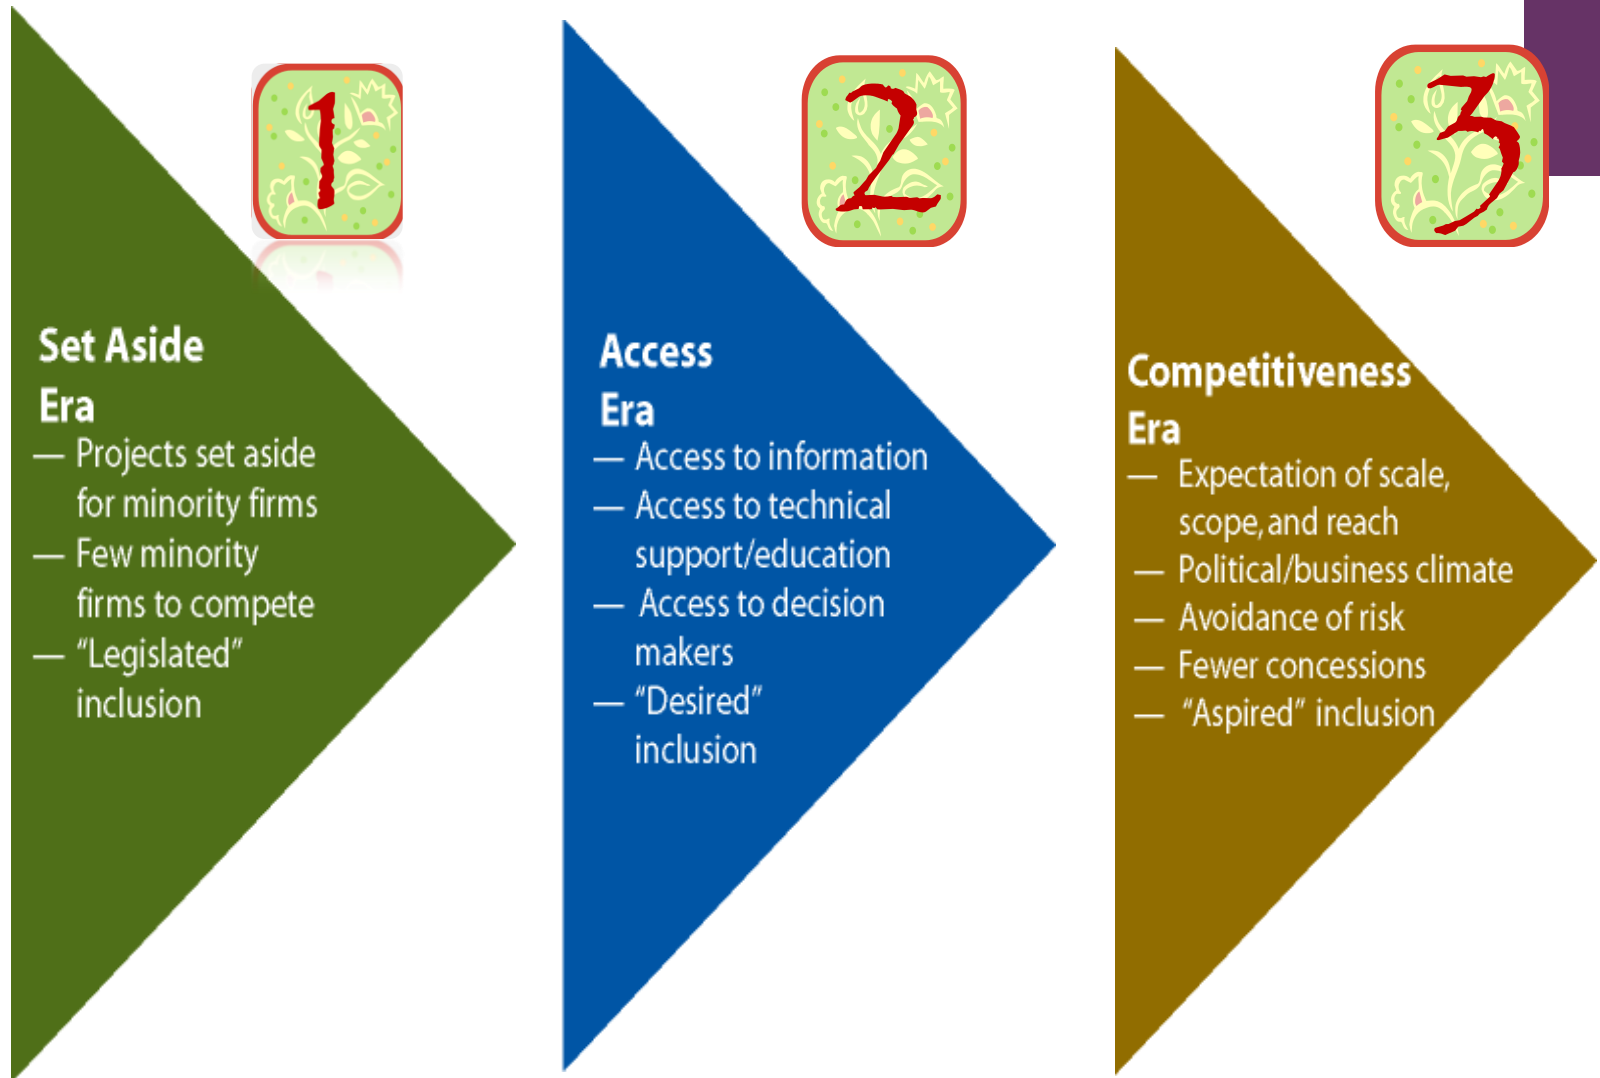 1
Set Aside
Era
— Projects set aside
for minority firms
— Few minority
firms to compete
— “Legislated”
inclusion
2
Access
Era
— Access to information
— Access to technical
support/education
— Access to decision
makers
— “Desired”
inclusion
3
Competitiveness
Era
— Expectation of scale,
scope, and reach
— Political/business climate
— Avoidance of risk
— Fewer concessions
— “Aspired” inclusion